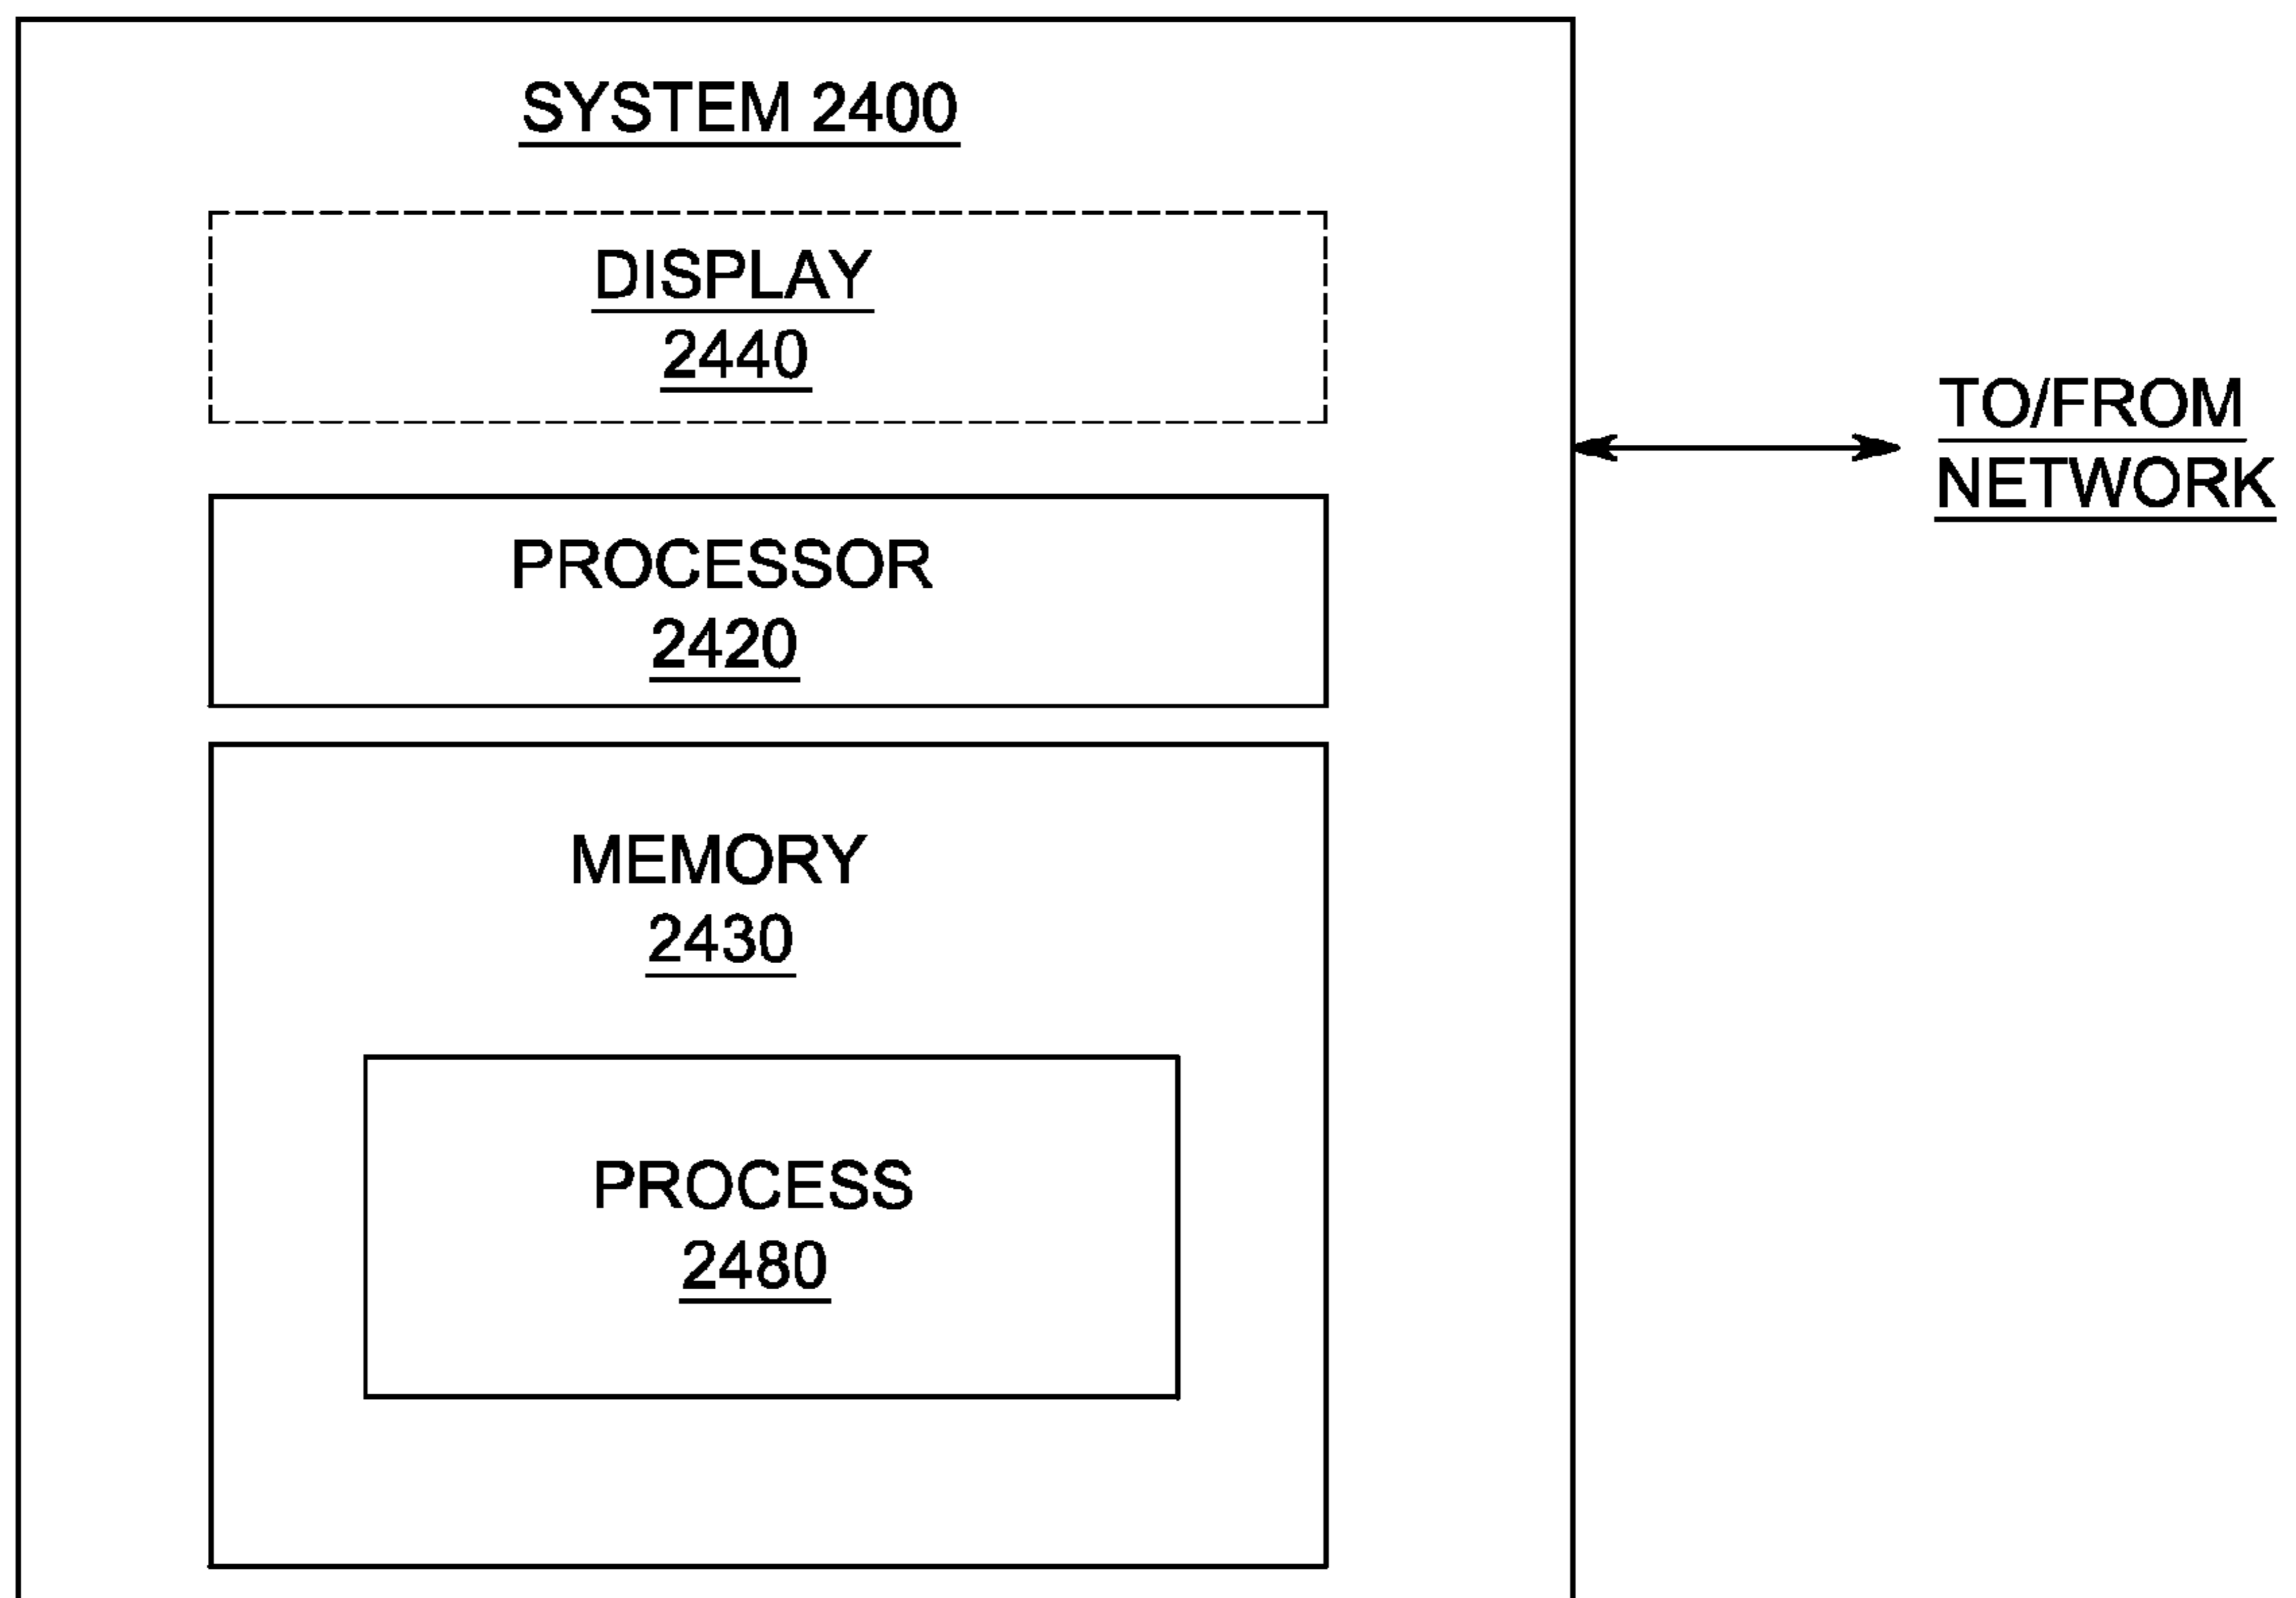 SYSTEM 2400
DISPLAY
2440
TO/FROM
NETWORK
PROCESSOR
2420
MEMORY
2430
PROCESS
2480